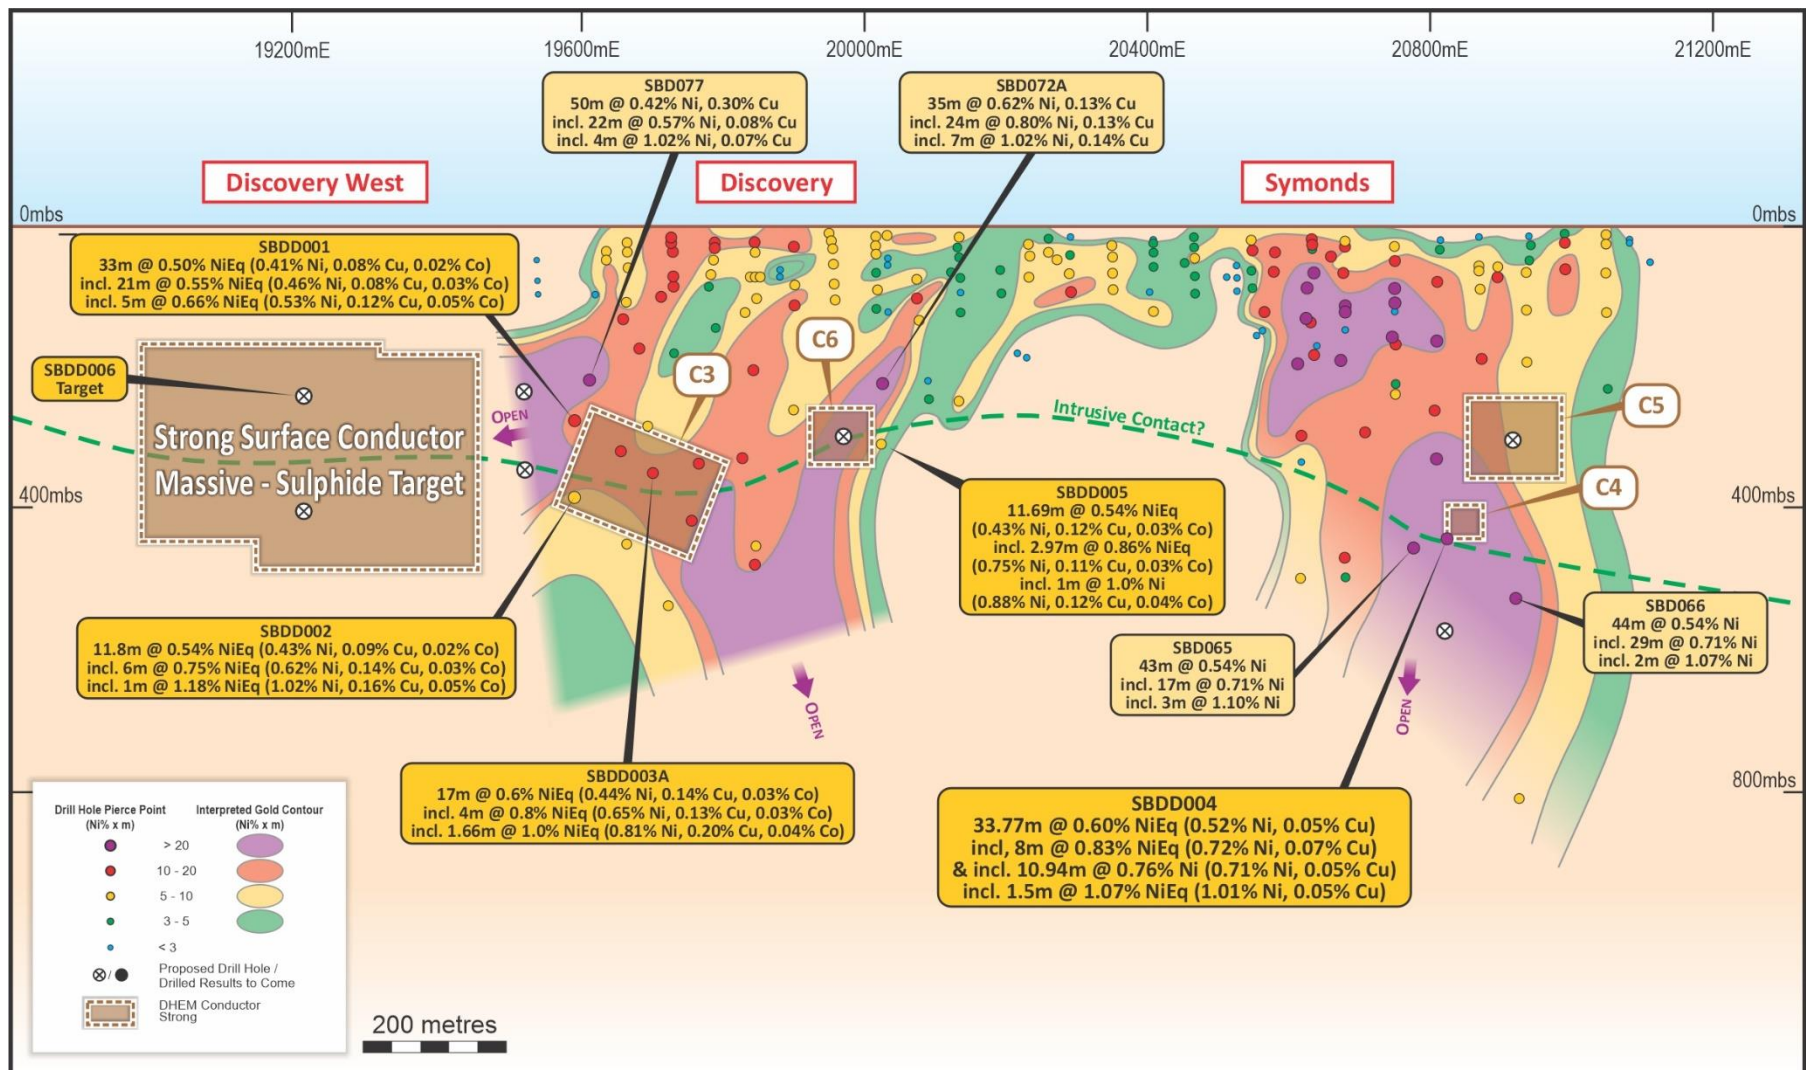 19200mE
19600mE
20000mE
20400mE
20800mE
21200mE
SBD077
50m @ 0.42% Ni, 0.30% Cu
incl. 22m @ 0.57% Ni, 0.08% Cu
incl. 4m @ 1.02% Ni, 0.07% Cu
SBD072A
35m @ 0.62% Ni, 0.13% Cu
incl. 24m @ 0.80% Ni, 0.13% Cu
incl. 7m @ 1.02% Ni, 0.14% Cu
Discovery West
Discovery
Symonds
0mbs
0mbs
SBDD001
33m @ 0.50% NiEq (0.41% Ni, 0.08% Cu, 0.02% Co)
incl. 21m @ 0.55% NiEq (0.46% Ni, 0.08% Cu, 0.03% Co)
incl. 5m @ 0.66% NiEq (0.53% Ni, 0.12% Cu, 0.05% Co)
SBDD006
Target
C3
C6
C5
C4
OPEN
Intrusive Contact?
Strong Surface Conductor
Massive - Sulphide Target
400mbs
400mbs
SBDD005
11.69m @ 0.54% NiEq
(0.43% Ni, 0.12% Cu, 0.03% Co)
incl. 2.97m @ 0.86% NiEq
(0.75% Ni, 0.11% Cu, 0.03% Co)
incl. 1m @ 1.0% Ni
(0.88% Ni, 0.12% Cu, 0.04% Co)
SBDD002
11.8m @ 0.54% NiEq (0.43% Ni, 0.09% Cu, 0.02% Co)
incl. 6m @ 0.75% NiEq (0.62% Ni, 0.14% Cu, 0.03% Co)
incl. 1m @ 1.18% NiEq (1.02% Ni, 0.16% Cu, 0.05% Co)
SBD065
43m @ 0.54% Ni
incl. 17m @ 0.71% Ni
incl. 3m @ 1.10% Ni
SBD066
44m @ 0.54% Ni
incl. 29m @ 0.71% Ni
incl. 2m @ 1.07% Ni
OPEN
OPEN
SBDD003A
17m @ 0.6% NiEq (0.44% Ni, 0.14% Cu, 0.03% Co)
incl. 4m @ 0.8% NiEq (0.65% Ni, 0.13% Cu, 0.03% Co)
incl. 1.66m @ 1.0% NiEq (0.81% Ni, 0.20% Cu, 0.04% Co)
SBDD004
33.77m @ 0.60% NiEq (0.52% Ni, 0.05% Cu)
incl, 8m @ 0.83% NiEq (0.72% Ni, 0.07% Cu)
& incl. 10.94m @ 0.76% Ni (0.71% Ni, 0.05% Cu)
incl. 1.5m @ 1.07% NiEq (1.01% Ni, 0.05% Cu)
800mbs
Drill Hole Pierce Point
(Ni% x m)
Interpreted Gold Contour
(Ni% x m)
> 20
10 - 20
5 - 10
3 - 5
< 3
/
Proposed Drill Hole /
Drilled Results to Come
DHEM Conductor
Strong
200 metres